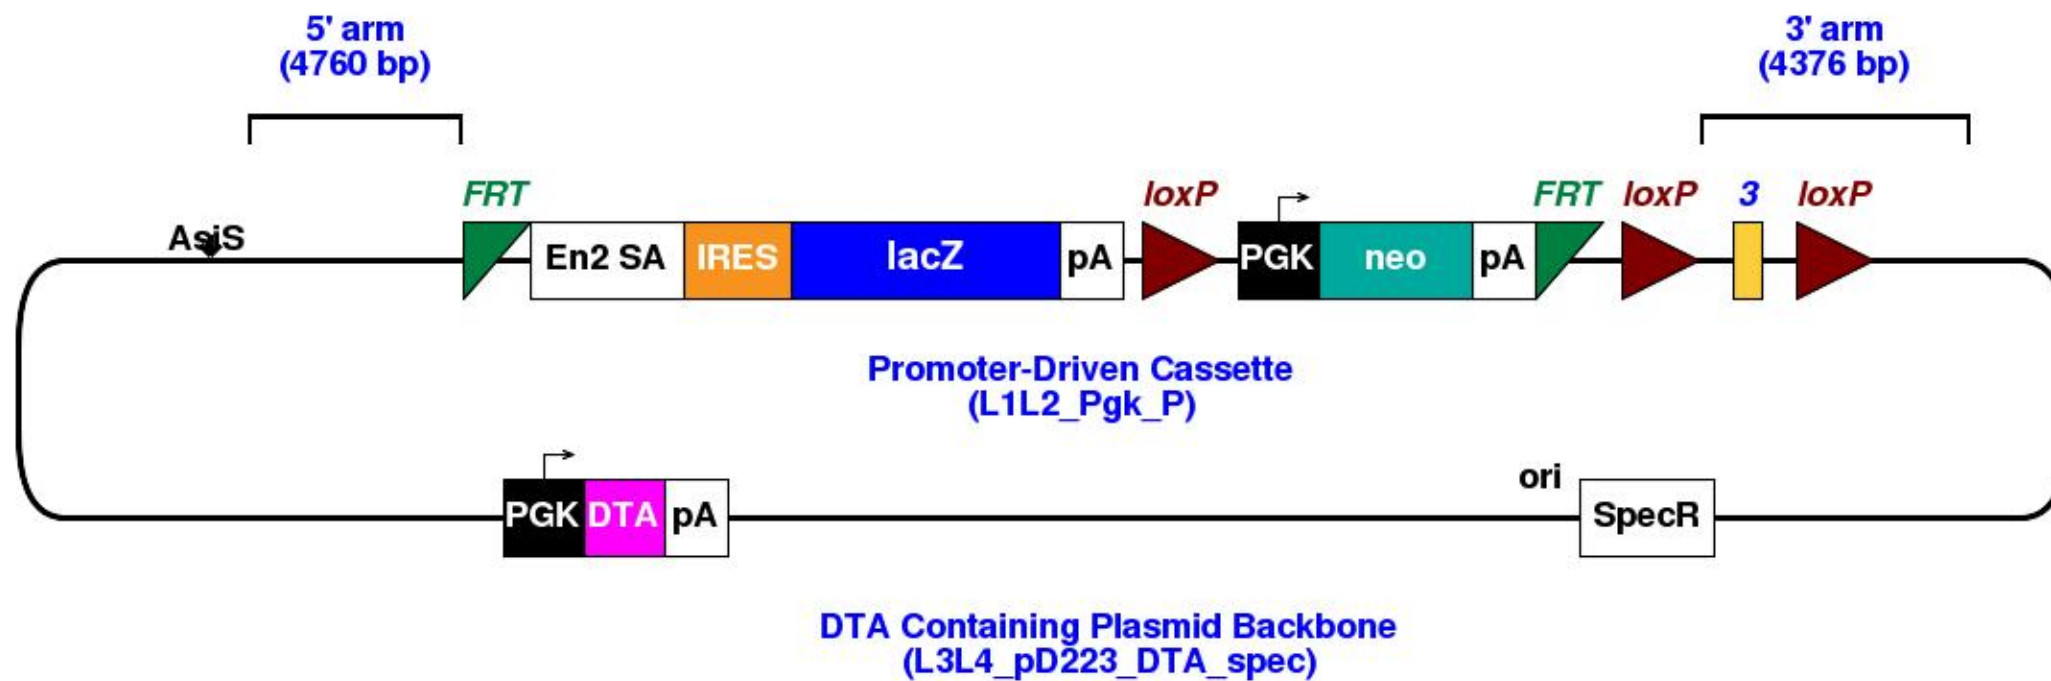 5' arm
(4760 bp)
3' arm
(4376 bp)
FRT
loxP
FRT
loxP
3
loxP
AsiS
En2 SA
IRES
lacZ
pA
PGK
neo
pA
Promoter-Driven Cassette
(L1L2_Pgk_P)
PGK
DTA
pA
ori
SpecR
DTA Containing Plasmid Backbone
(L3L4_pD223_DTA_spec)